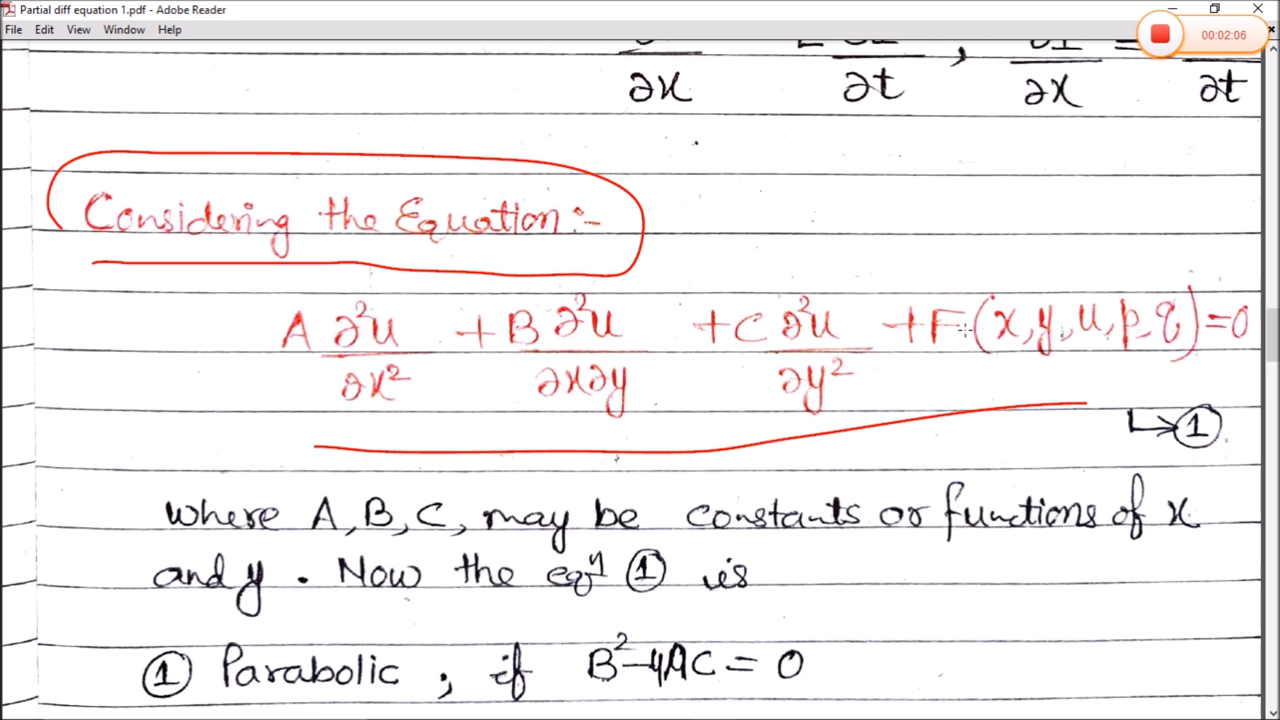 Partial diff equation 1.pdf - Adobe Reader
File Edit View Window Help
00:02:06
∂x ∂t , ∂x = ∂t
Considering the Equation:-
A ∂²u/∂x² + B ∂²u/∂x∂y + C ∂²u/∂y² + F(x, y, u, p, q) = 0
↳ ①
where A, B, C, may be constants or functions of x
and y . Now the eqⁿ ① is
① Parabolic , if B²-4AC = 0